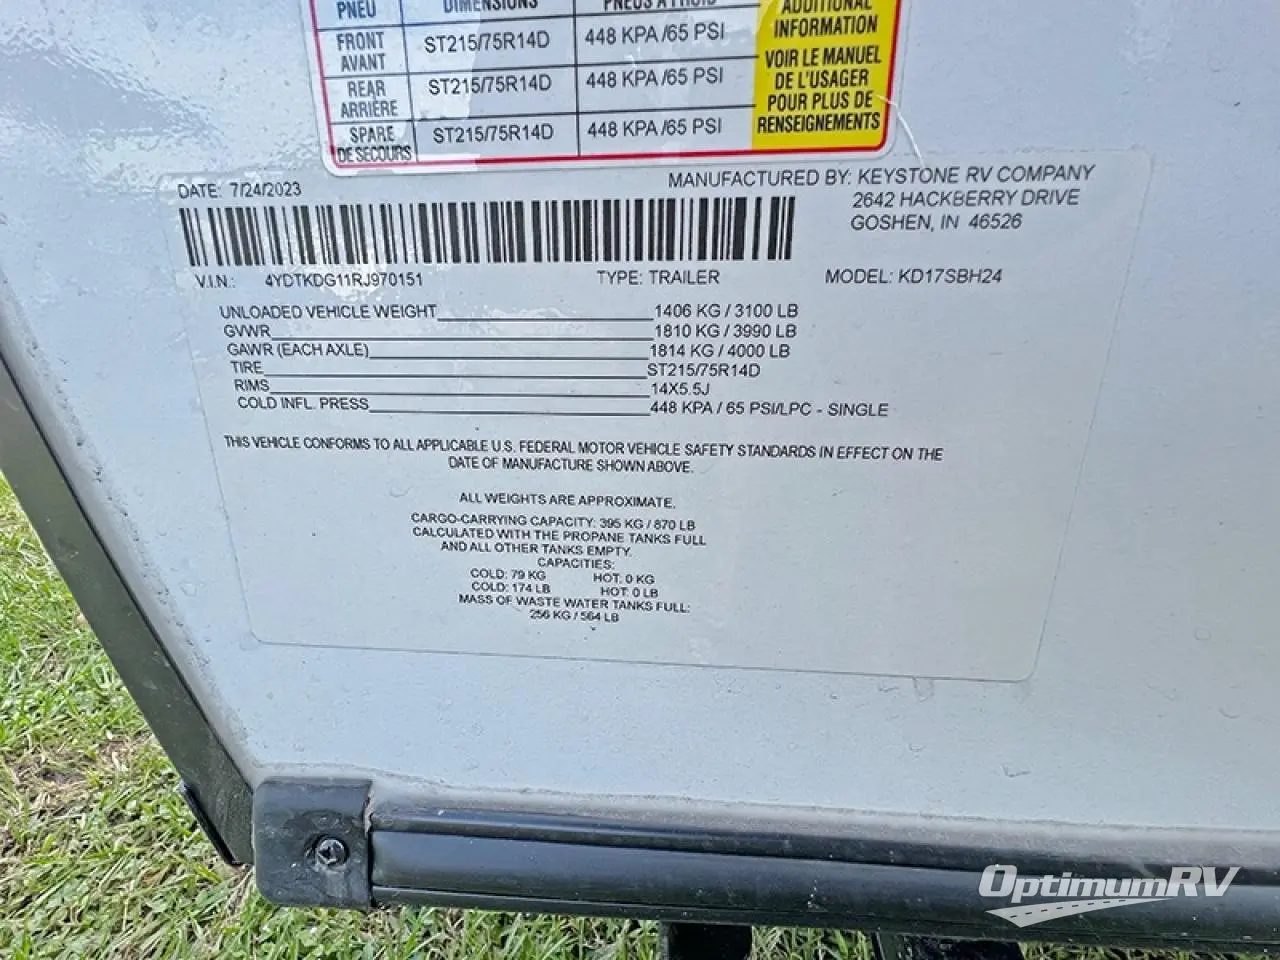 PNEU DIMENSIONS PNEUS À FROID ADDITIONAL
INFORMATION
FRONT ST215/75R14D 448 KPA /65 PSI
AVANT
VOIR LE MANUEL
DE L'USAGER
POUR PLUS DE
RENSEIGNEMENTS
REAR ST215/75R14D 448 KPA /65 PSI
ARRIÈRE
SPARE ST215/75R14D 448 KPA /65 PSI
DE SECOURS
DATE: 7/24/2023 MANUFACTURED BY: KEYSTONE RV COMPANY
2642 HACKBERRY DRIVE
GOSHEN, IN 46526
V.I.N.: 4YDTKDG11RJ970151 TYPE: TRAILER MODEL: KD17SBH24
UNLOADED VEHICLE WEIGHT 1406 KG / 3100 LB
GVWR 1810 KG / 3990 LB
GAWR (EACH AXLE) 1814 KG / 4000 LB
TIRE ST215/75R14D
RIMS 14X5.5J
COLD INFL. PRESS 448 KPA / 65 PSI/LPC - SINGLE
THIS VEHICLE CONFORMS TO ALL APPLICABLE U.S. FEDERAL MOTOR VEHICLE SAFETY STANDARDS IN EFFECT ON THE
DATE OF MANUFACTURE SHOWN ABOVE.
ALL WEIGHTS ARE APPROXIMATE.
CARGO-CARRYING CAPACITY: 395 KG / 870 LB
CALCULATED WITH THE PROPANE TANKS FULL
AND ALL OTHER TANKS EMPTY.
CAPACITIES:
COLD: 79 KG HOT: 0 KG
COLD: 174 LB HOT: 0 LB
MASS OF WASTE WATER TANKS FULL:
256 KG / 564 LB
OptimumRV